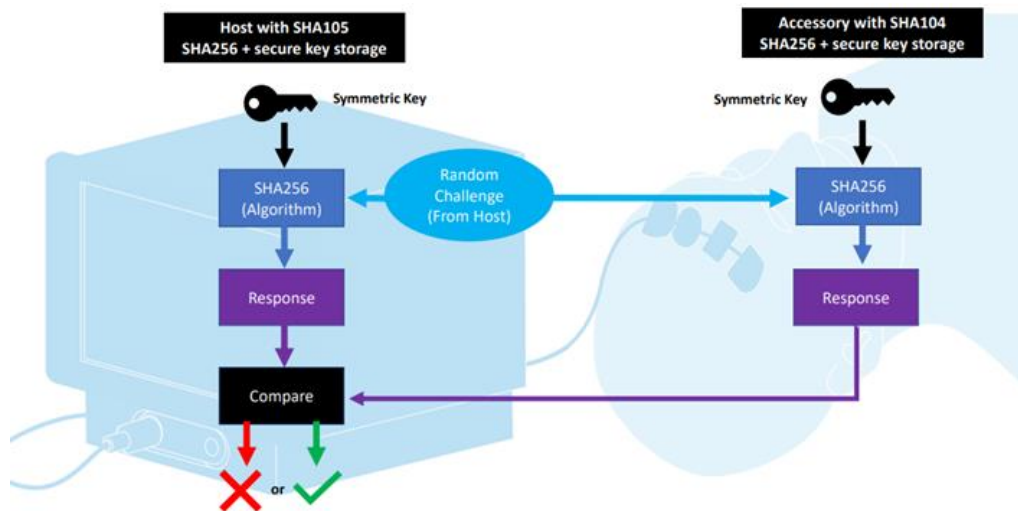 Host with SHA105
SHA256 + secure key storage
Accessory with SHA104
SHA256 + secure key storage
Symmetric Key
Symmetric Key
SHA256
(Algorithm)
Random
Challenge
(From Host)
SHA256
(Algorithm)
Response
Response
Compare
or